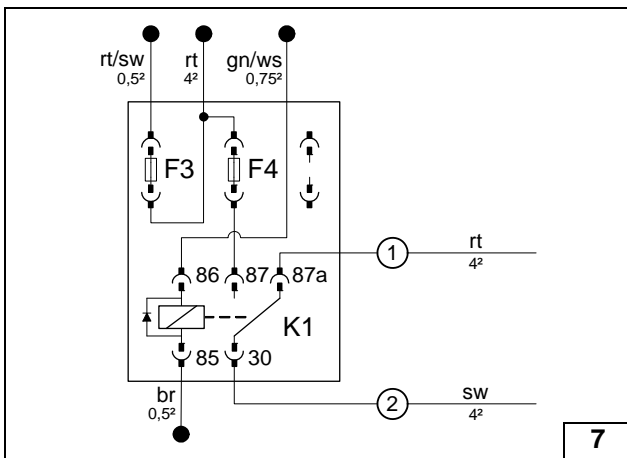 rt/sw rt gn/ws
0,5² 4² 0,75²
F3 F4
1 rt
4²
86 87 87a
K1
85 30
br
0,5²
2 sw
4²
7